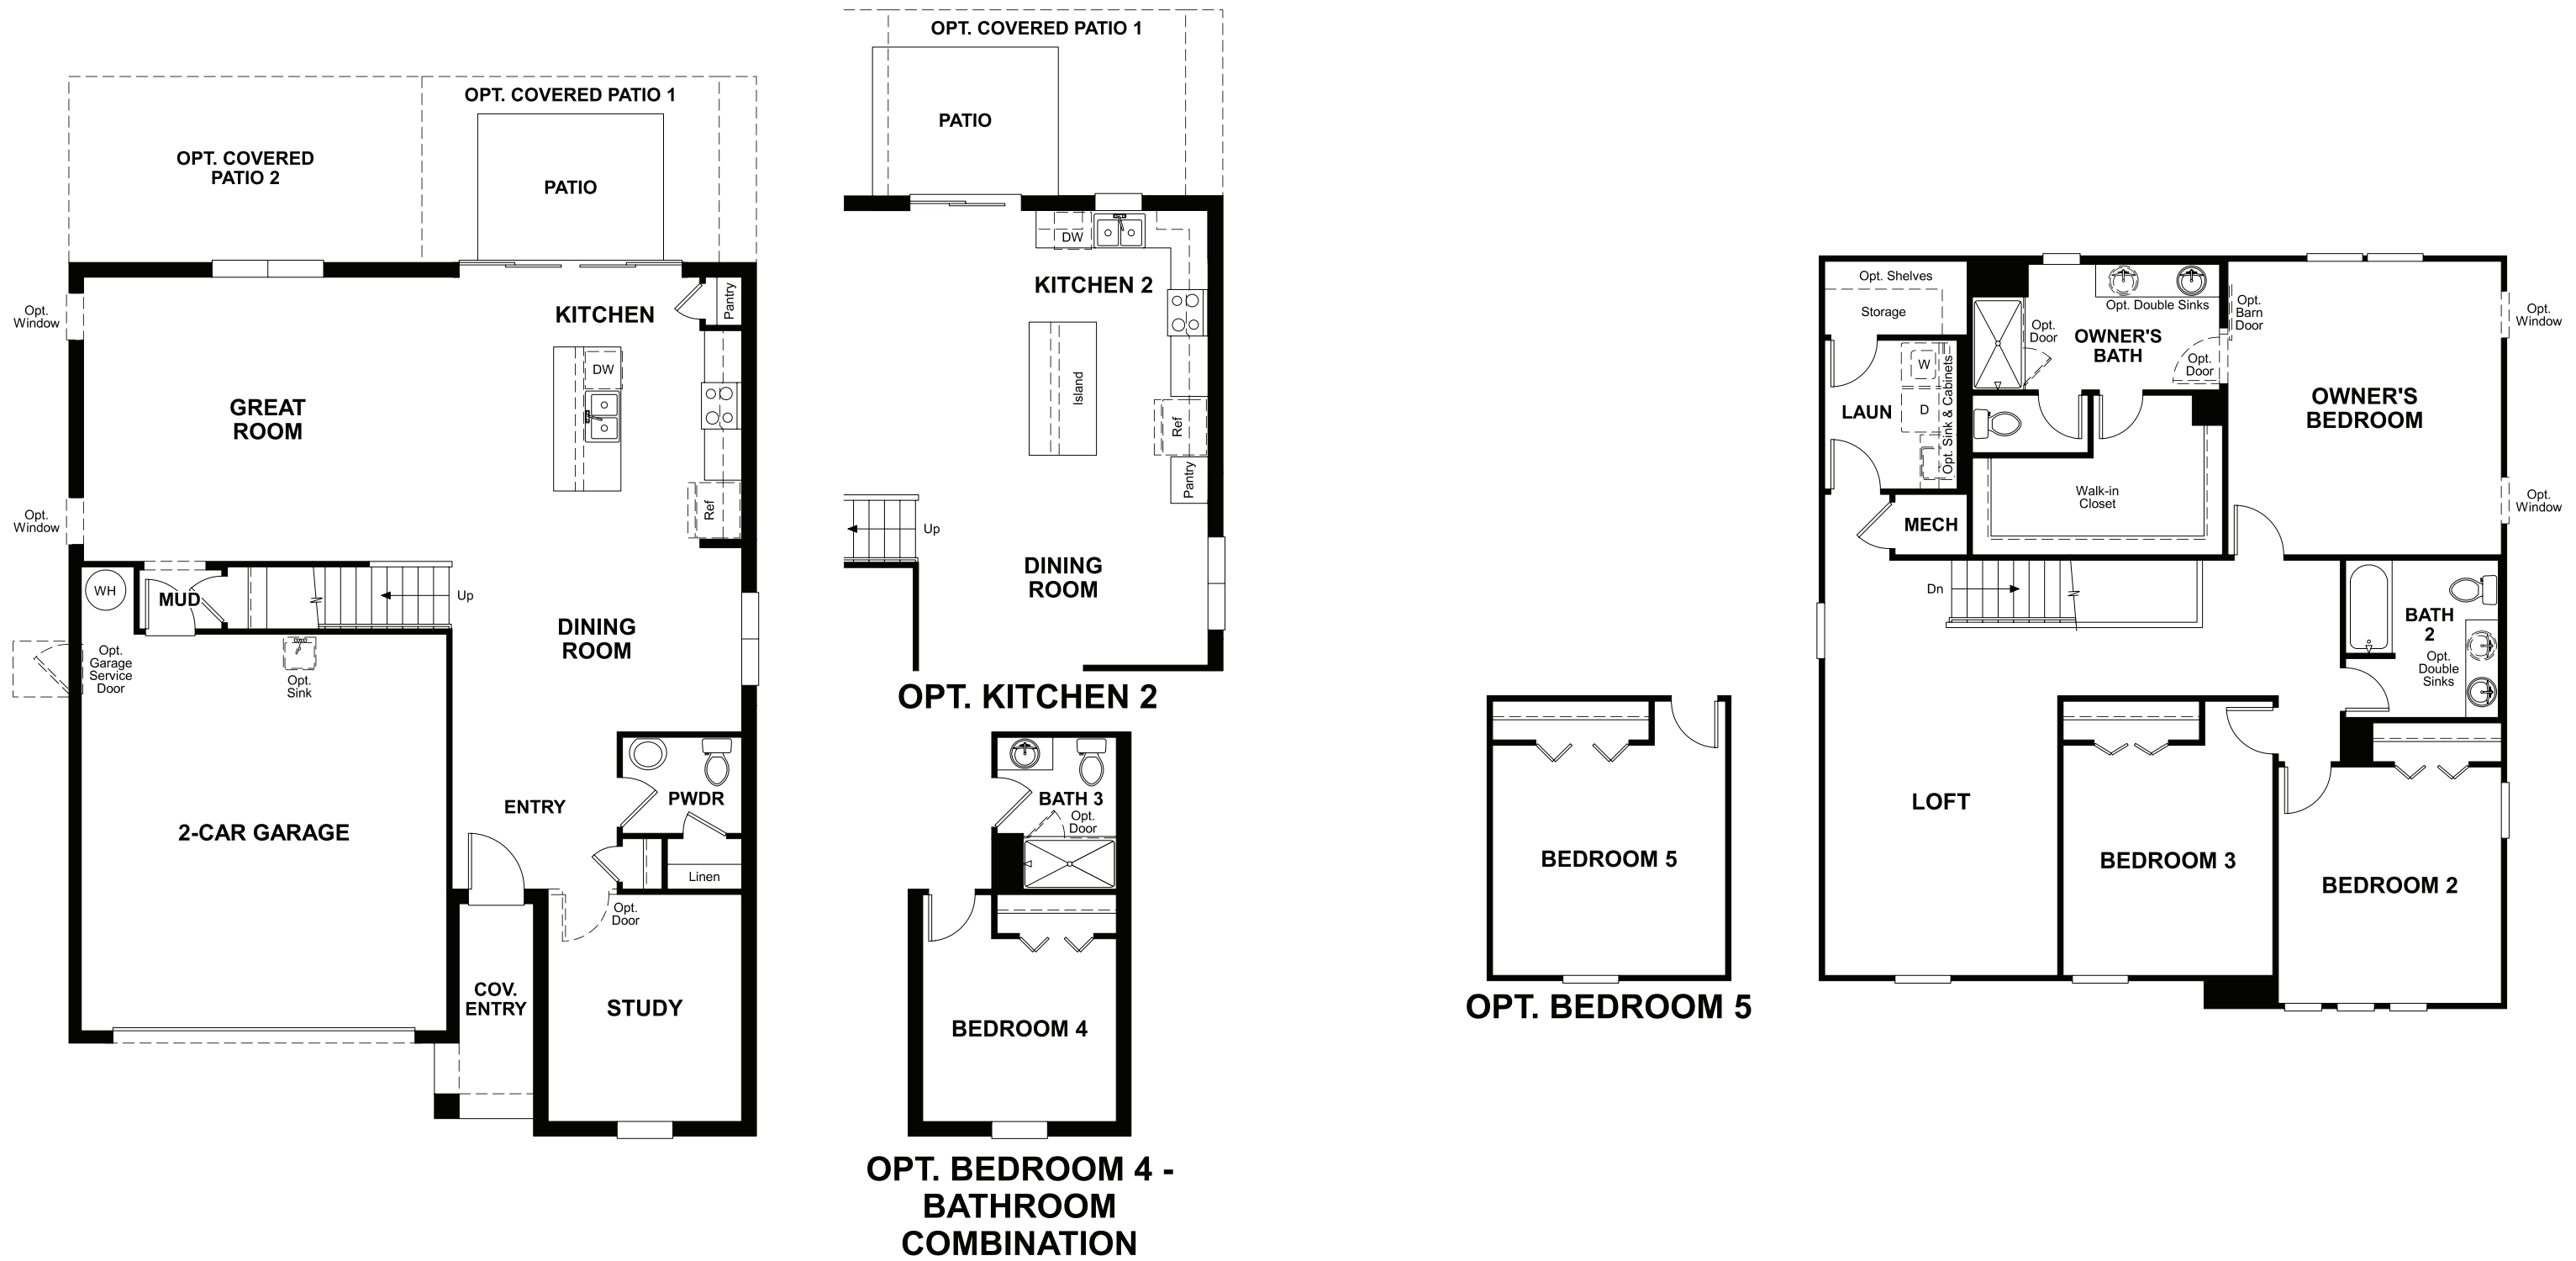 OPT. COVERED PATIO 1
OPT. COVERED
PATIO 2
PATIO
Opt.
Window
KITCHEN
Pantry
DW
GREAT
ROOM
Ref
Opt.
Window
WH
MUD
Up
DINING
ROOM
Opt.
Garage
Service
Door
Opt.
Sink
ENTRY
PWDR
2-CAR GARAGE
Linen
Opt.
Door
COV.
ENTRY
STUDY
OPT. COVERED PATIO 1
PATIO
DW
KITCHEN 2
Island
Ref
Pantry
Up
DINING
ROOM
OPT. KITCHEN 2
BATH 3
Opt.
Door
BEDROOM 4
OPT. BEDROOM 4 -
BATHROOM
COMBINATION
BEDROOM 5
OPT. BEDROOM 5
Opt. Shelves
Storage
Opt. Double Sinks
Opt.
Door
OWNER'S
BATH
Opt.
Door
Opt.
Barn
Door
Opt.
Window
W
D
Opt. Sink & Cabinets
LAUN
OWNER'S
BEDROOM
Walk-in
Closet
Opt.
Window
MECH
Dn
BATH
2
Opt.
Double
Sinks
LOFT
BEDROOM 3
BEDROOM 2